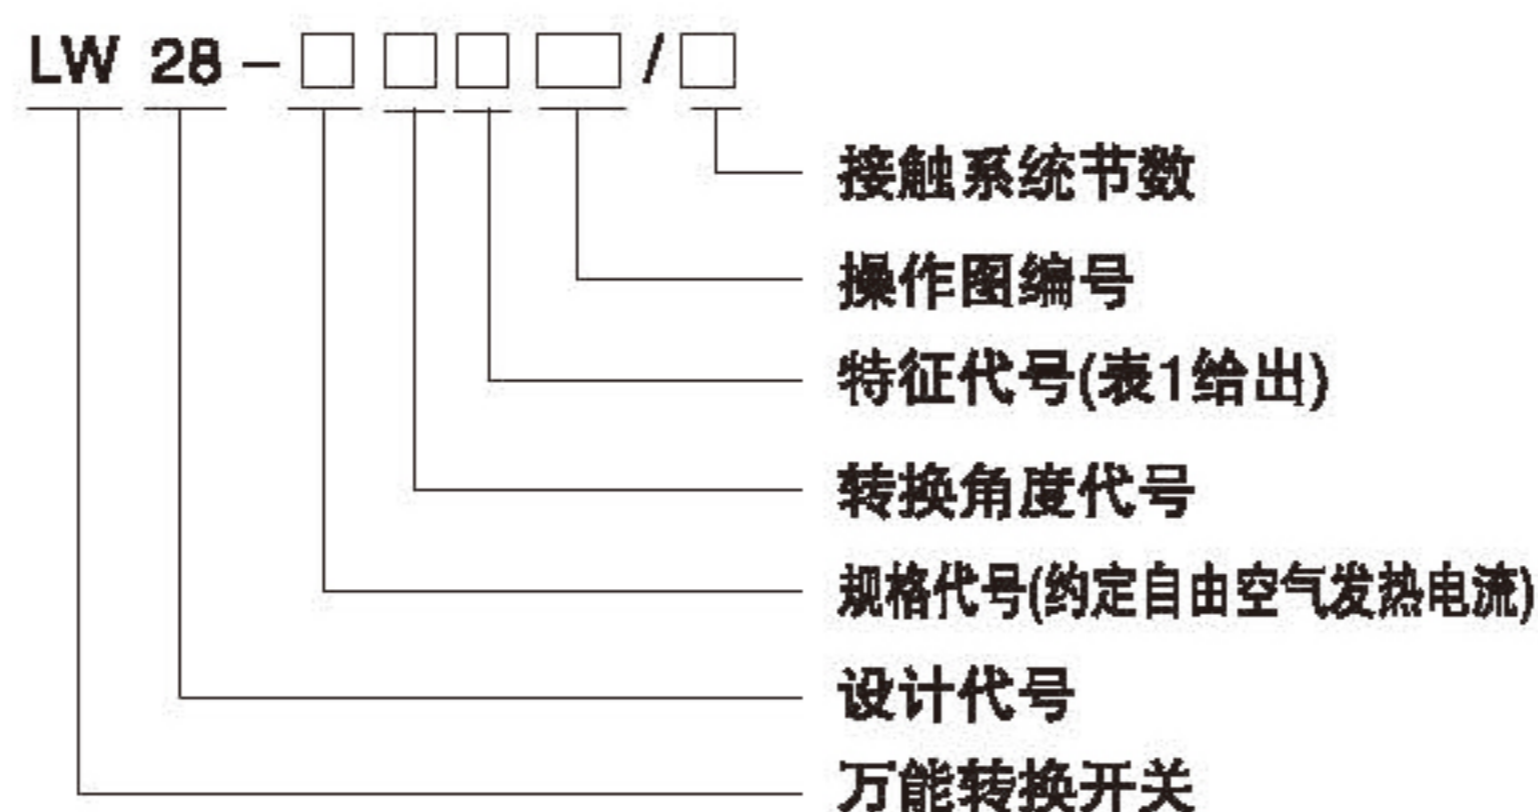 LW 28-□ □ □ □/□
接触系统节数
操作图编号
特征代号(表1给出)
转换角度代号
规格代号(约定自由空气发热电流)
设计代号
万能转换开关